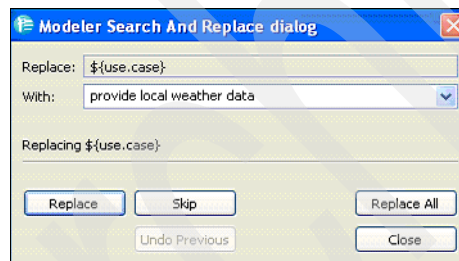 Modeler Search And Replace dialog
Replace: ${use.case}
With: provide local weather data
Replacing ${use.case}
Replace Skip Replace All
Undo Previous Close